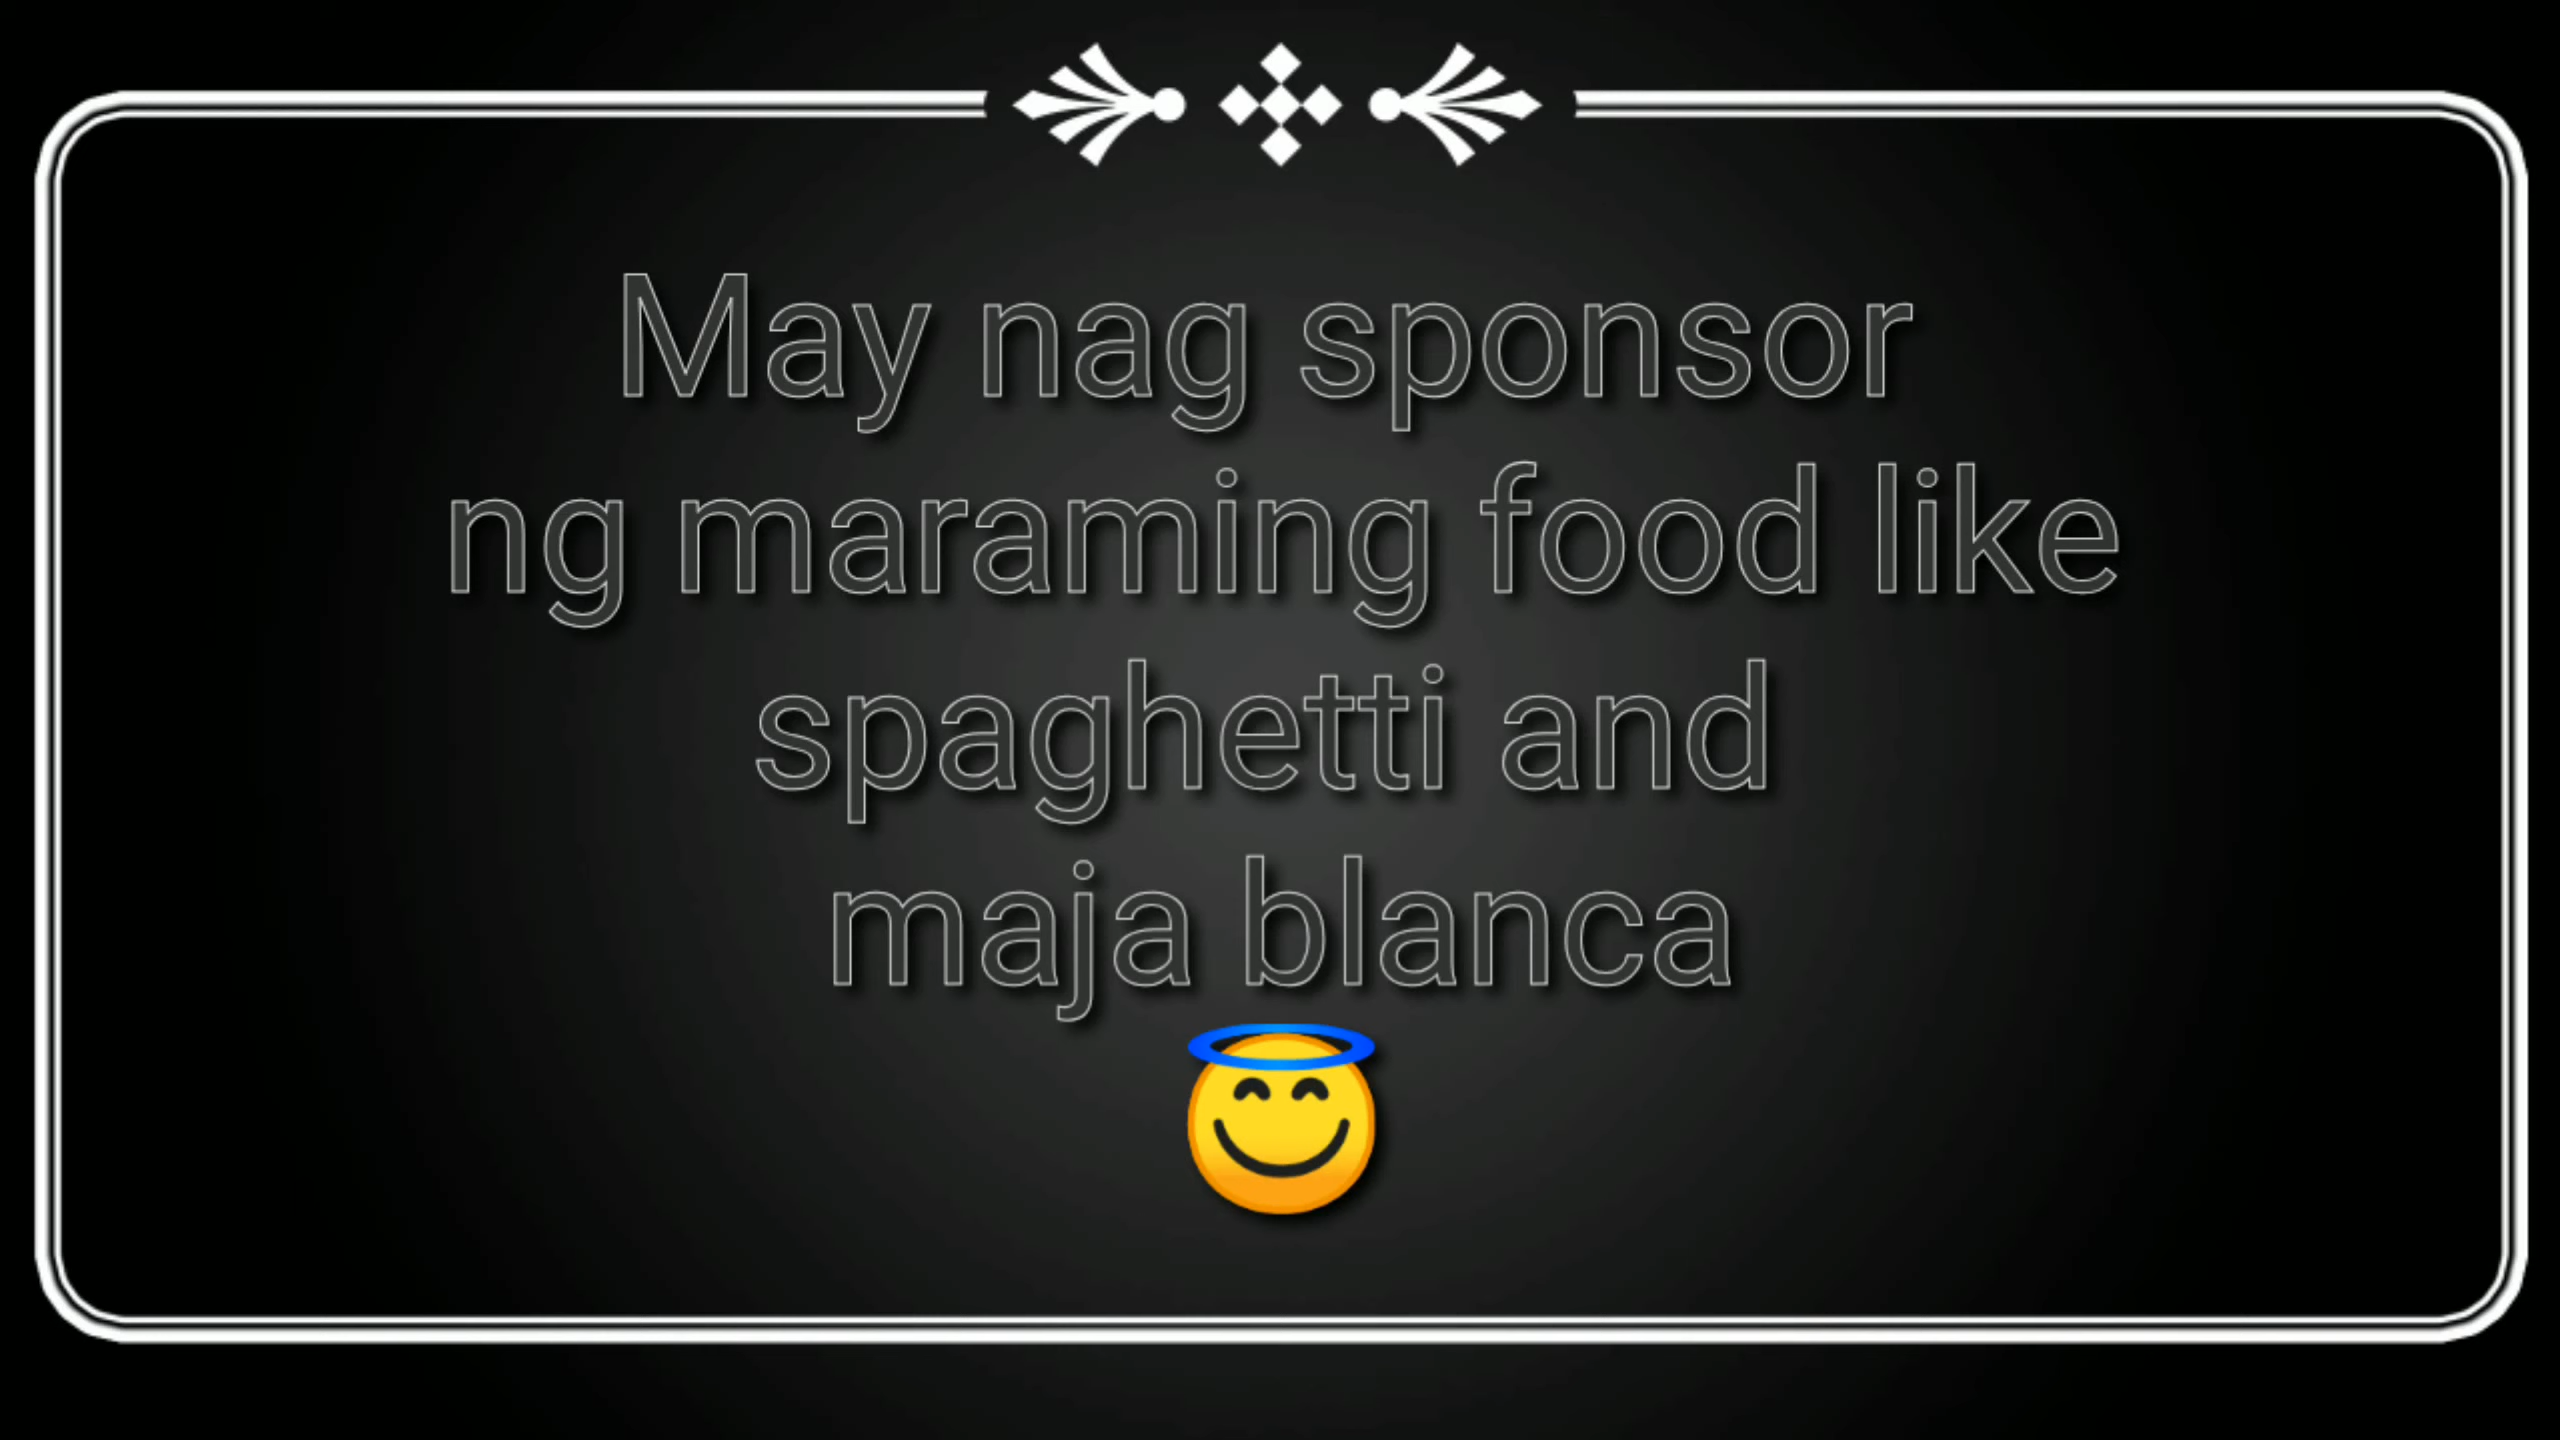 May nag sponsor
ng maraming food like
spaghetti and
maja blanca
😇